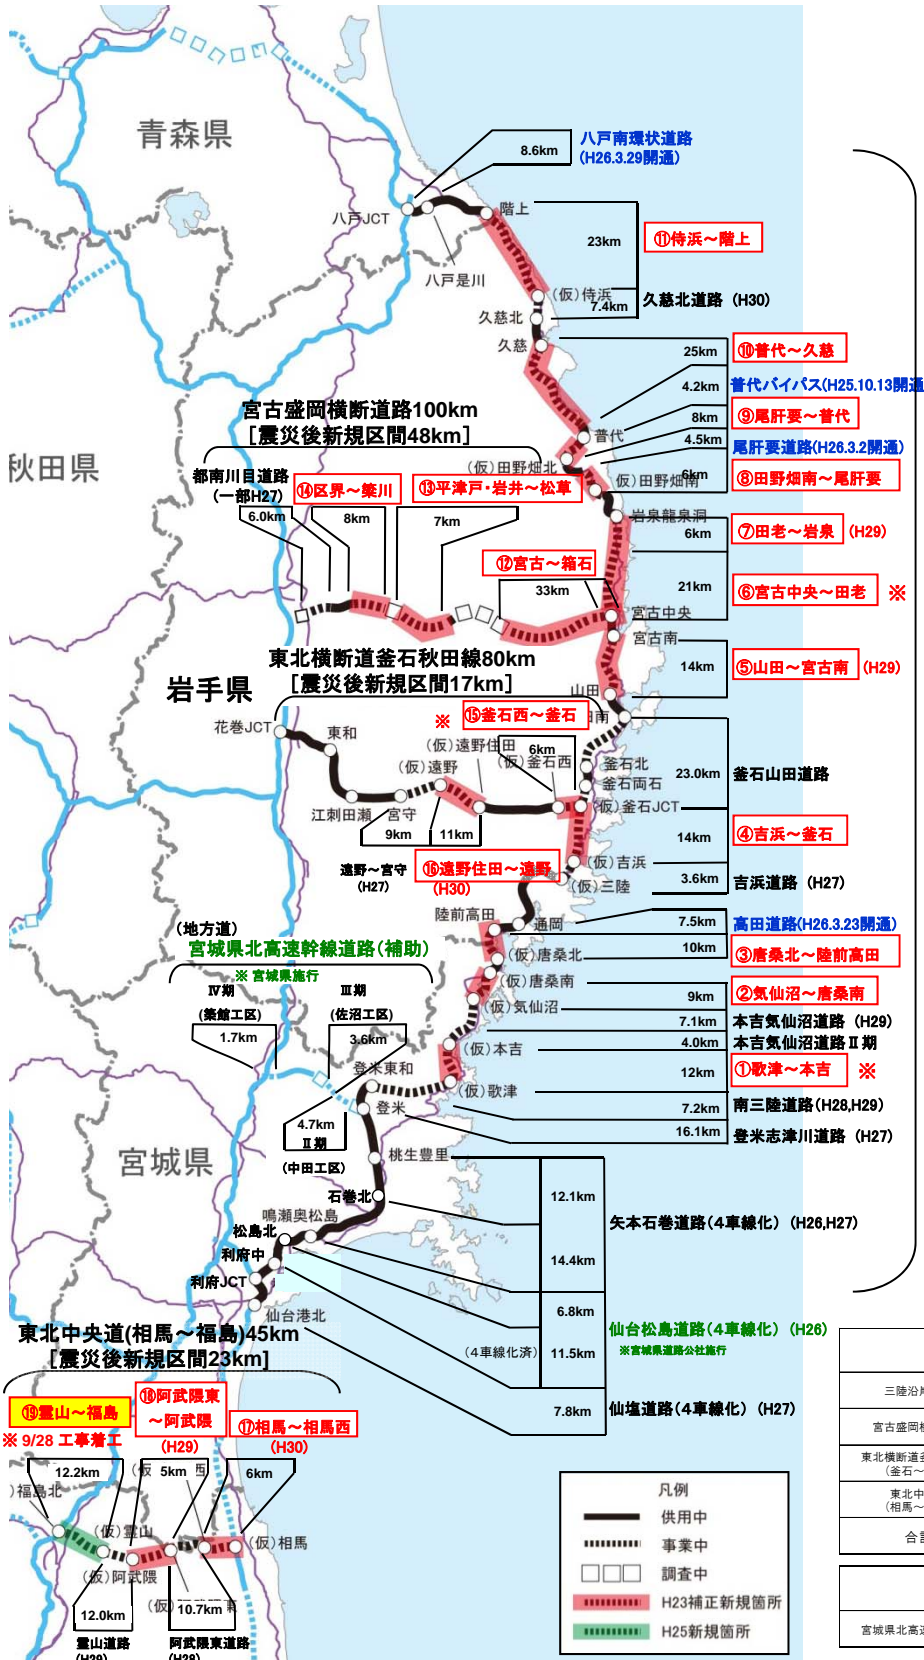 青森県
八戸南環状道路
(H26.3.29開通)
8.6km
八戸JCT
階上
八戸是川
23km
⑪侍浜～階上
(仮)侍浜
7.4km
久慈北道路 (H30)
久慈北
久慈
25km
⑩普代～久慈
4.2km
普代バイパス(H25.10.13開通
8km
⑨尾肝要～普代
普代
4.5km
尾肝要道路(H26.3.2開通)
(仮)田野畑北
6km
⑧田野畑南～尾肝要
(仮)田野畑南
秋田県
宮古盛岡横断道路100km
[震災後新規区間48km]
都南川目道路
(一部H27)
⑭区界～簗川
⑬平津戸・岩井～松草
6.0km
8km
7km
岩泉龍泉洞
6km
⑦田老～岩泉 (H29)
⑫宮古～箱石
33km
21km
⑥宮古中央～田老 ※
宮古中央
宮古南
14km
⑤山田～宮古南 (H29)
山田
田南
東北横断道釜石秋田線80km
[震災後新規区間17km]
岩手県
花巻JCT
東和
※ ⑮釜石西～釜石
(仮)遠野住田
6km
(仮)遠野
(仮)釜石西
釜石北
釜石両石
23.0km
釜石山田道路
江刺田瀬
宮守
(仮)釜石JCT
9km
11km
14km
④吉浜～釜石
遠野～宮守
(H27)
⑯遠野住田～遠野
(H30)
(仮)吉浜
(仮)三陸
3.6km
吉浜道路 (H27)
陸前高田
通岡
7.5km
高田道路(H26.3.23開通)
(地方道)
宮城県北高速幹線道路(補助)
※ 宮城県施行
(仮)唐桑北
10km
③唐桑北～陸前高田
(仮)唐桑南
9km
②気仙沼～唐桑南
Ⅳ期
(築館工区)
Ⅲ期
(佐沼工区)
(仮)気仙沼
7.1km
本吉気仙沼道路 (H29)
1.7km
3.6km
(仮)本吉
4.0km
本吉気仙沼道路Ⅱ期
登米東和
12km
①歌津～本吉 ※
(仮)歌津
登米
7.2km
南三陸道路(H28,H29)
4.7km
Ⅱ期
(中田工区)
16.1km
登米志津川道路 (H27)
宮城県
桃生豊里
石巻北
12.1km
鳴瀬奥松島
矢本石巻道路(4車線化) (H26,H27)
松島北
14.4km
利府中
利府JCT
6.8km
仙台港北
仙台松島道路(4車線化) (H26)
※宮城県道路公社施行
(4車線化済)
11.5km
7.8km
仙塩道路(4車線化) (H27)
東北中央道(相馬～福島)45km
[震災後新規区間23km]
⑲霊山～福島
※ 9/28 工事着工
⑱阿武隈東
～阿武隈
(H29)
⑰相馬～相馬西
(H30)
12.2km
5km
6km
)福島北
(仮)霊山
(仮)相馬
(仮)阿武隈
12.0km
10.7km
霊山道路
(H29)
阿武隈東道路
(H28)
凡例
供用中
事業中
調査中
H23補正新規箇所
H25新規箇所
三陸沿岸
宮古盛岡横
東北横断道釜
(釜石～
東北中
(相馬～
合計
宮城県北高速